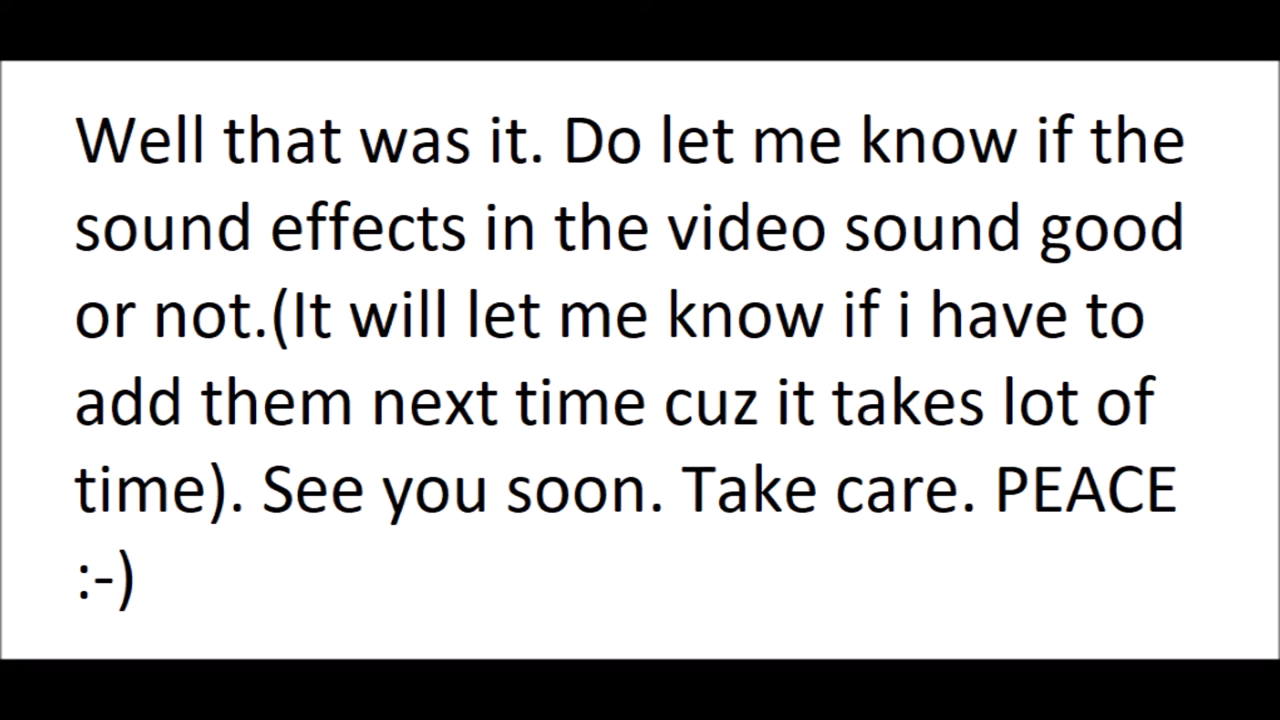 Well that was it. Do let me know if the
sound effects in the video sound good
or not.(It will let me know if i have to
add them next time cuz it takes lot of
time). See you soon. Take care. PEACE
:-)